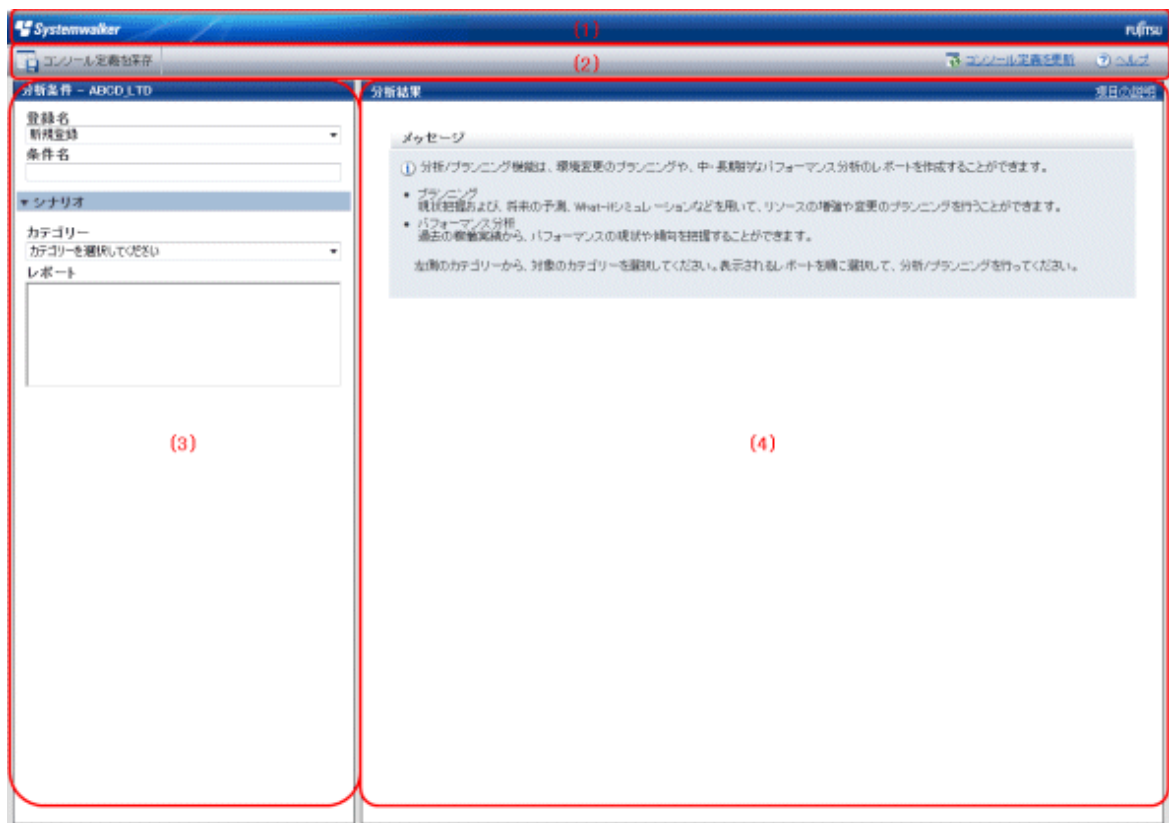 Systemwalker
(1)
FUJITSU
コンソール定義を保存
(2)
コンソール定義を更新
ヘルプ
分析条件 - ABCD_LTD
登録名
新規登録
条件名
▼シナリオ
カテゴリー
カテゴリーを選択してください
レポート
(3)
分析結果
項目の説明
メッセージ
分析/プランニング機能は、環境変更のプランニングや、中・長期的なパフォーマンス分析のレポートを作成することができます。
• プランニング
現状把握および、将来の予測、What-ifシミュレーションなどを用いて、リソースの増強や変更のプランニングを行うことができます。
• パフォーマンス分析
過去の稼働実績から、パフォーマンスの現状や傾向を把握することができます。
左側のカテゴリーから、対象のカテゴリーを選択してください。表示されるレポートを順に選択して、分析/プランニングを行ってください。
(4)